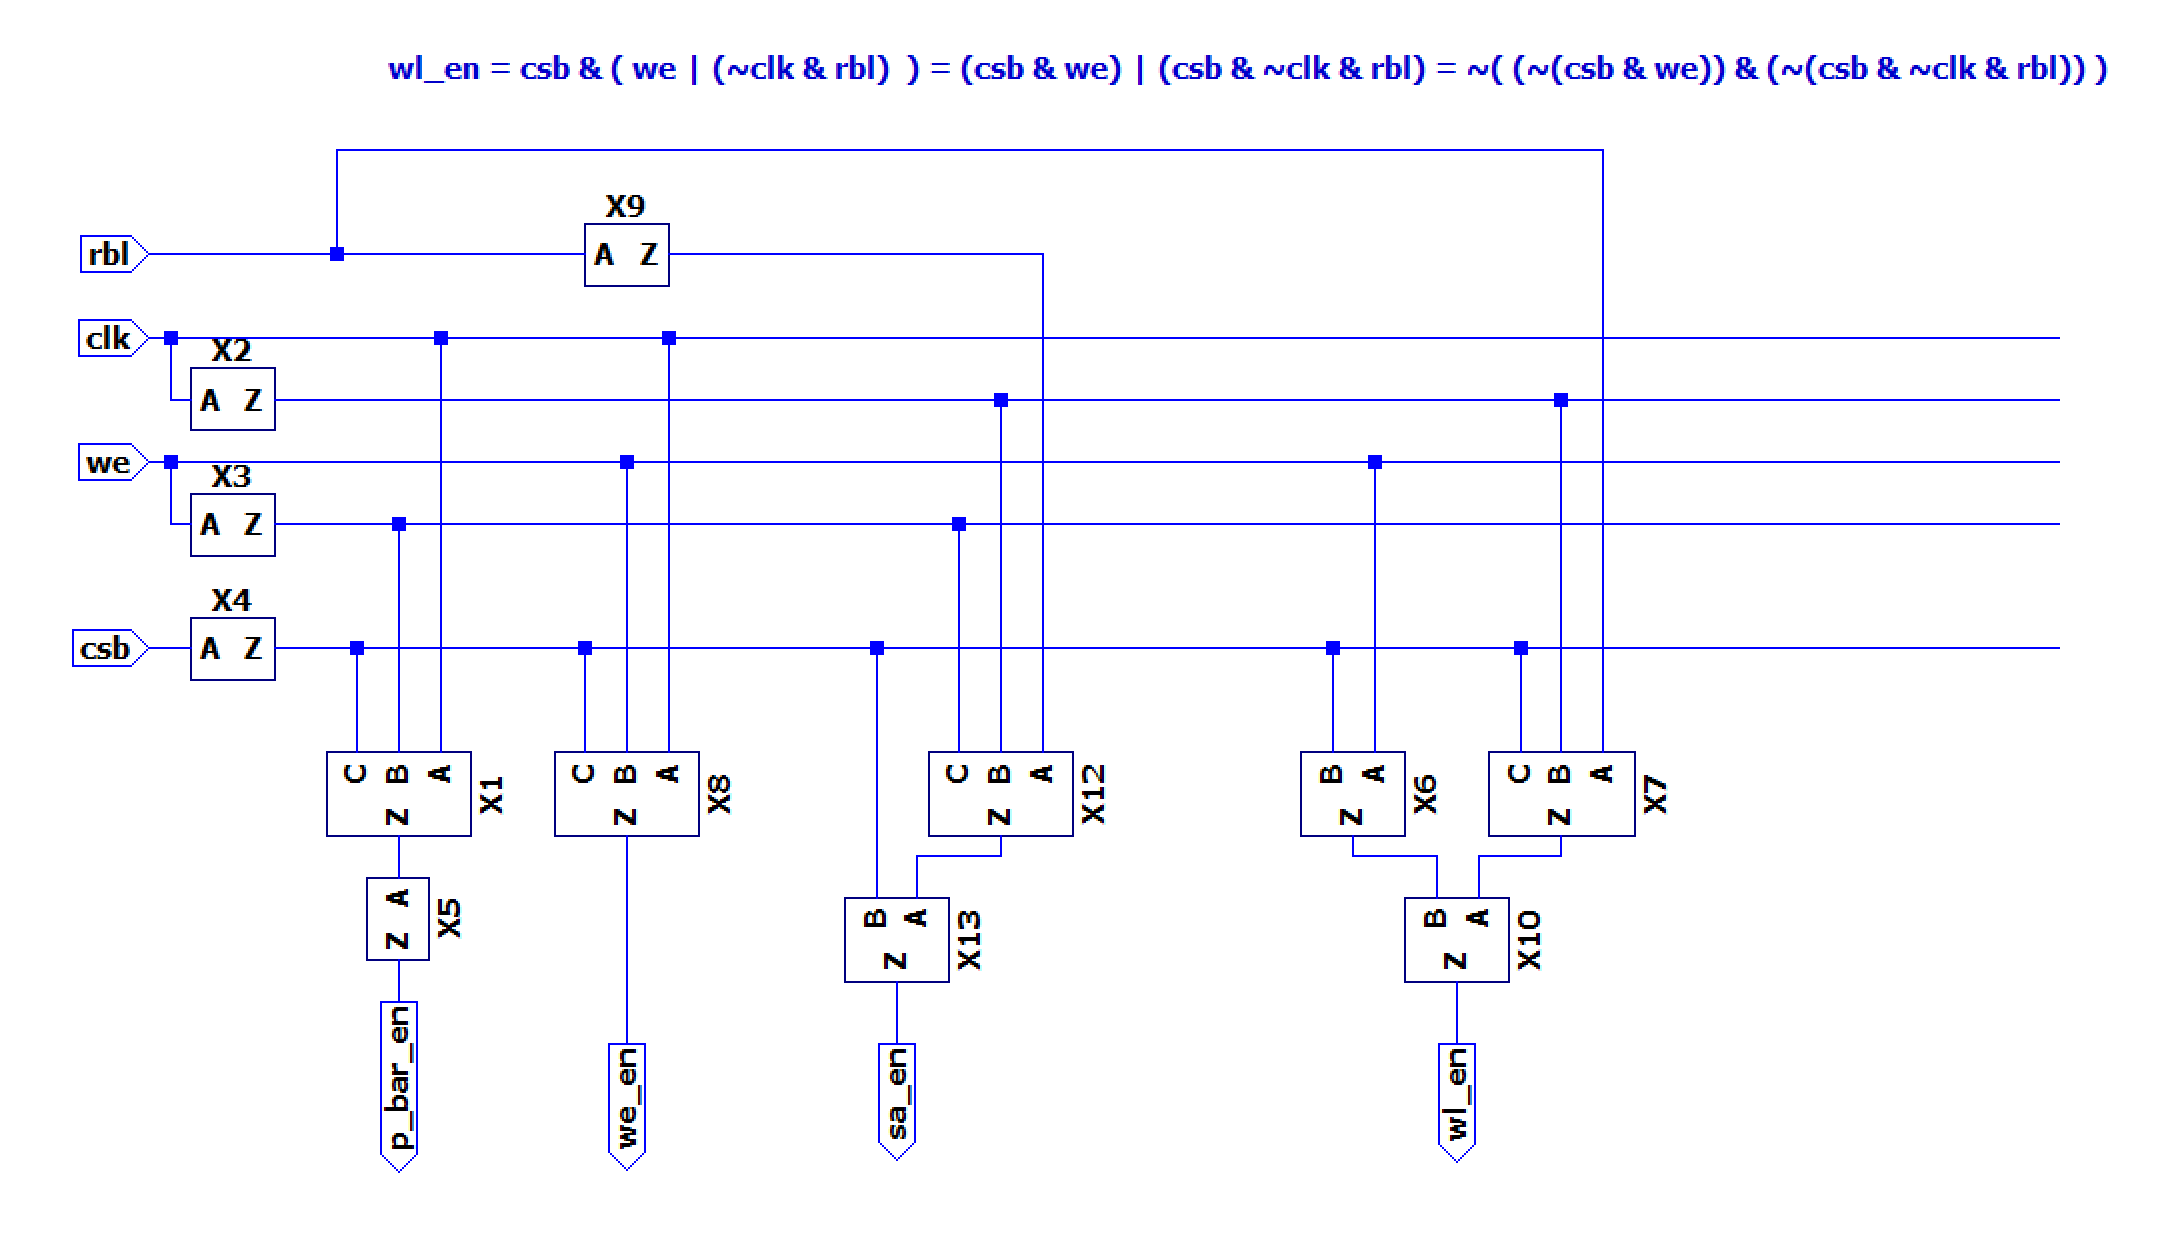 wl_en = csb & ( we | (~clk & rbl)  ) = (csb & we) | (csb & ~clk & rbl) = ~( (~(csb & we)) & (~(csb & ~clk & rbl)) )
X9
rbl
A Z
clk
X2
A Z
we
X3
A Z
X4
csb
A Z
C B A
Z
X1
C B A
Z
X8
C B A
Z
X12
B A
Z
X6
C B A
Z
X7
A
Z
X5
B A
Z
X13
B A
Z
X10
p_bar_en
we_en
sa_en
wl_en